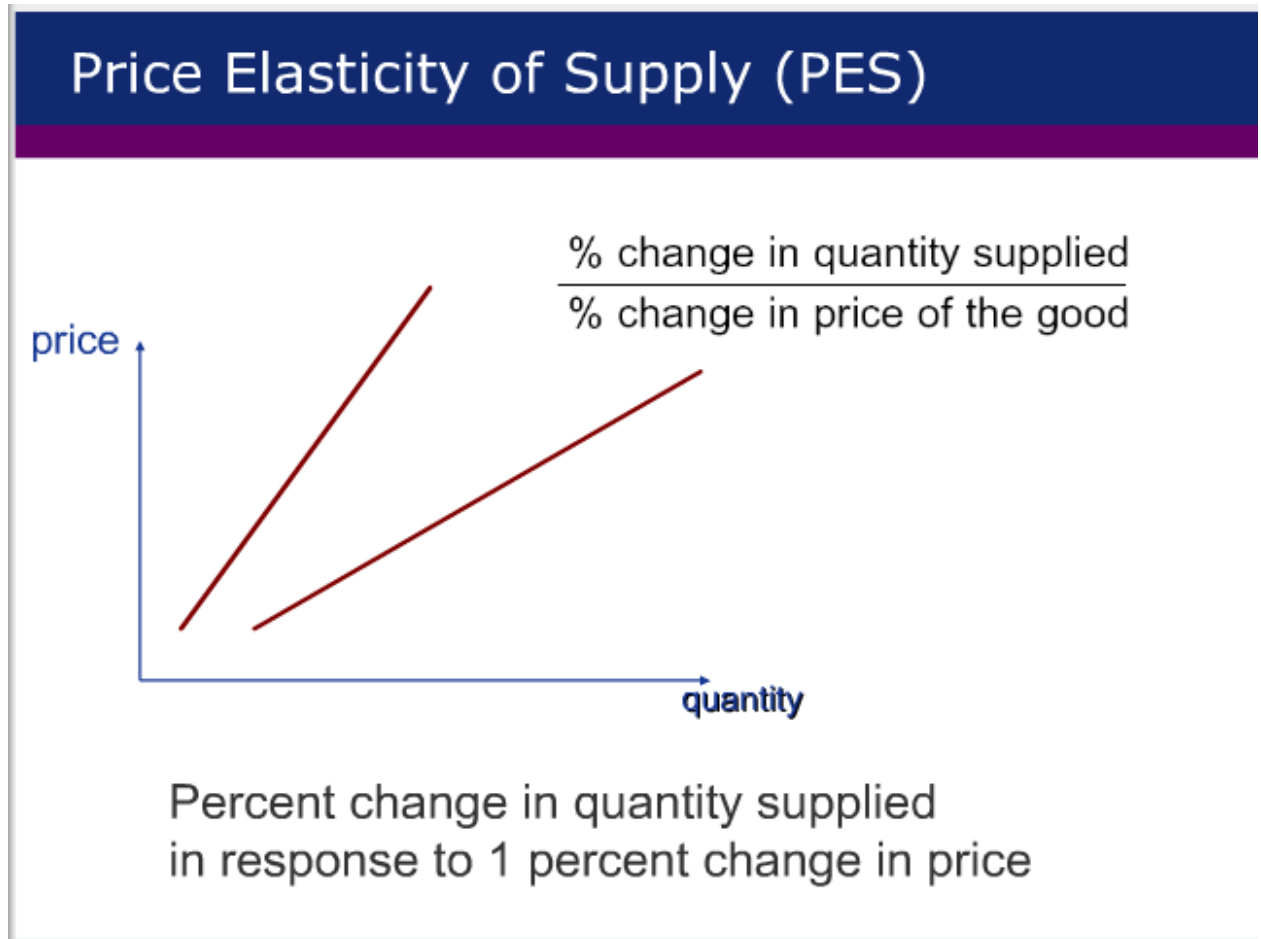 Price Elasticity of Supply (PES)
% change in quantity supplied
% change in price of the good
price
quantity
Percent change in quantity supplied
in response to 1 percent change in price